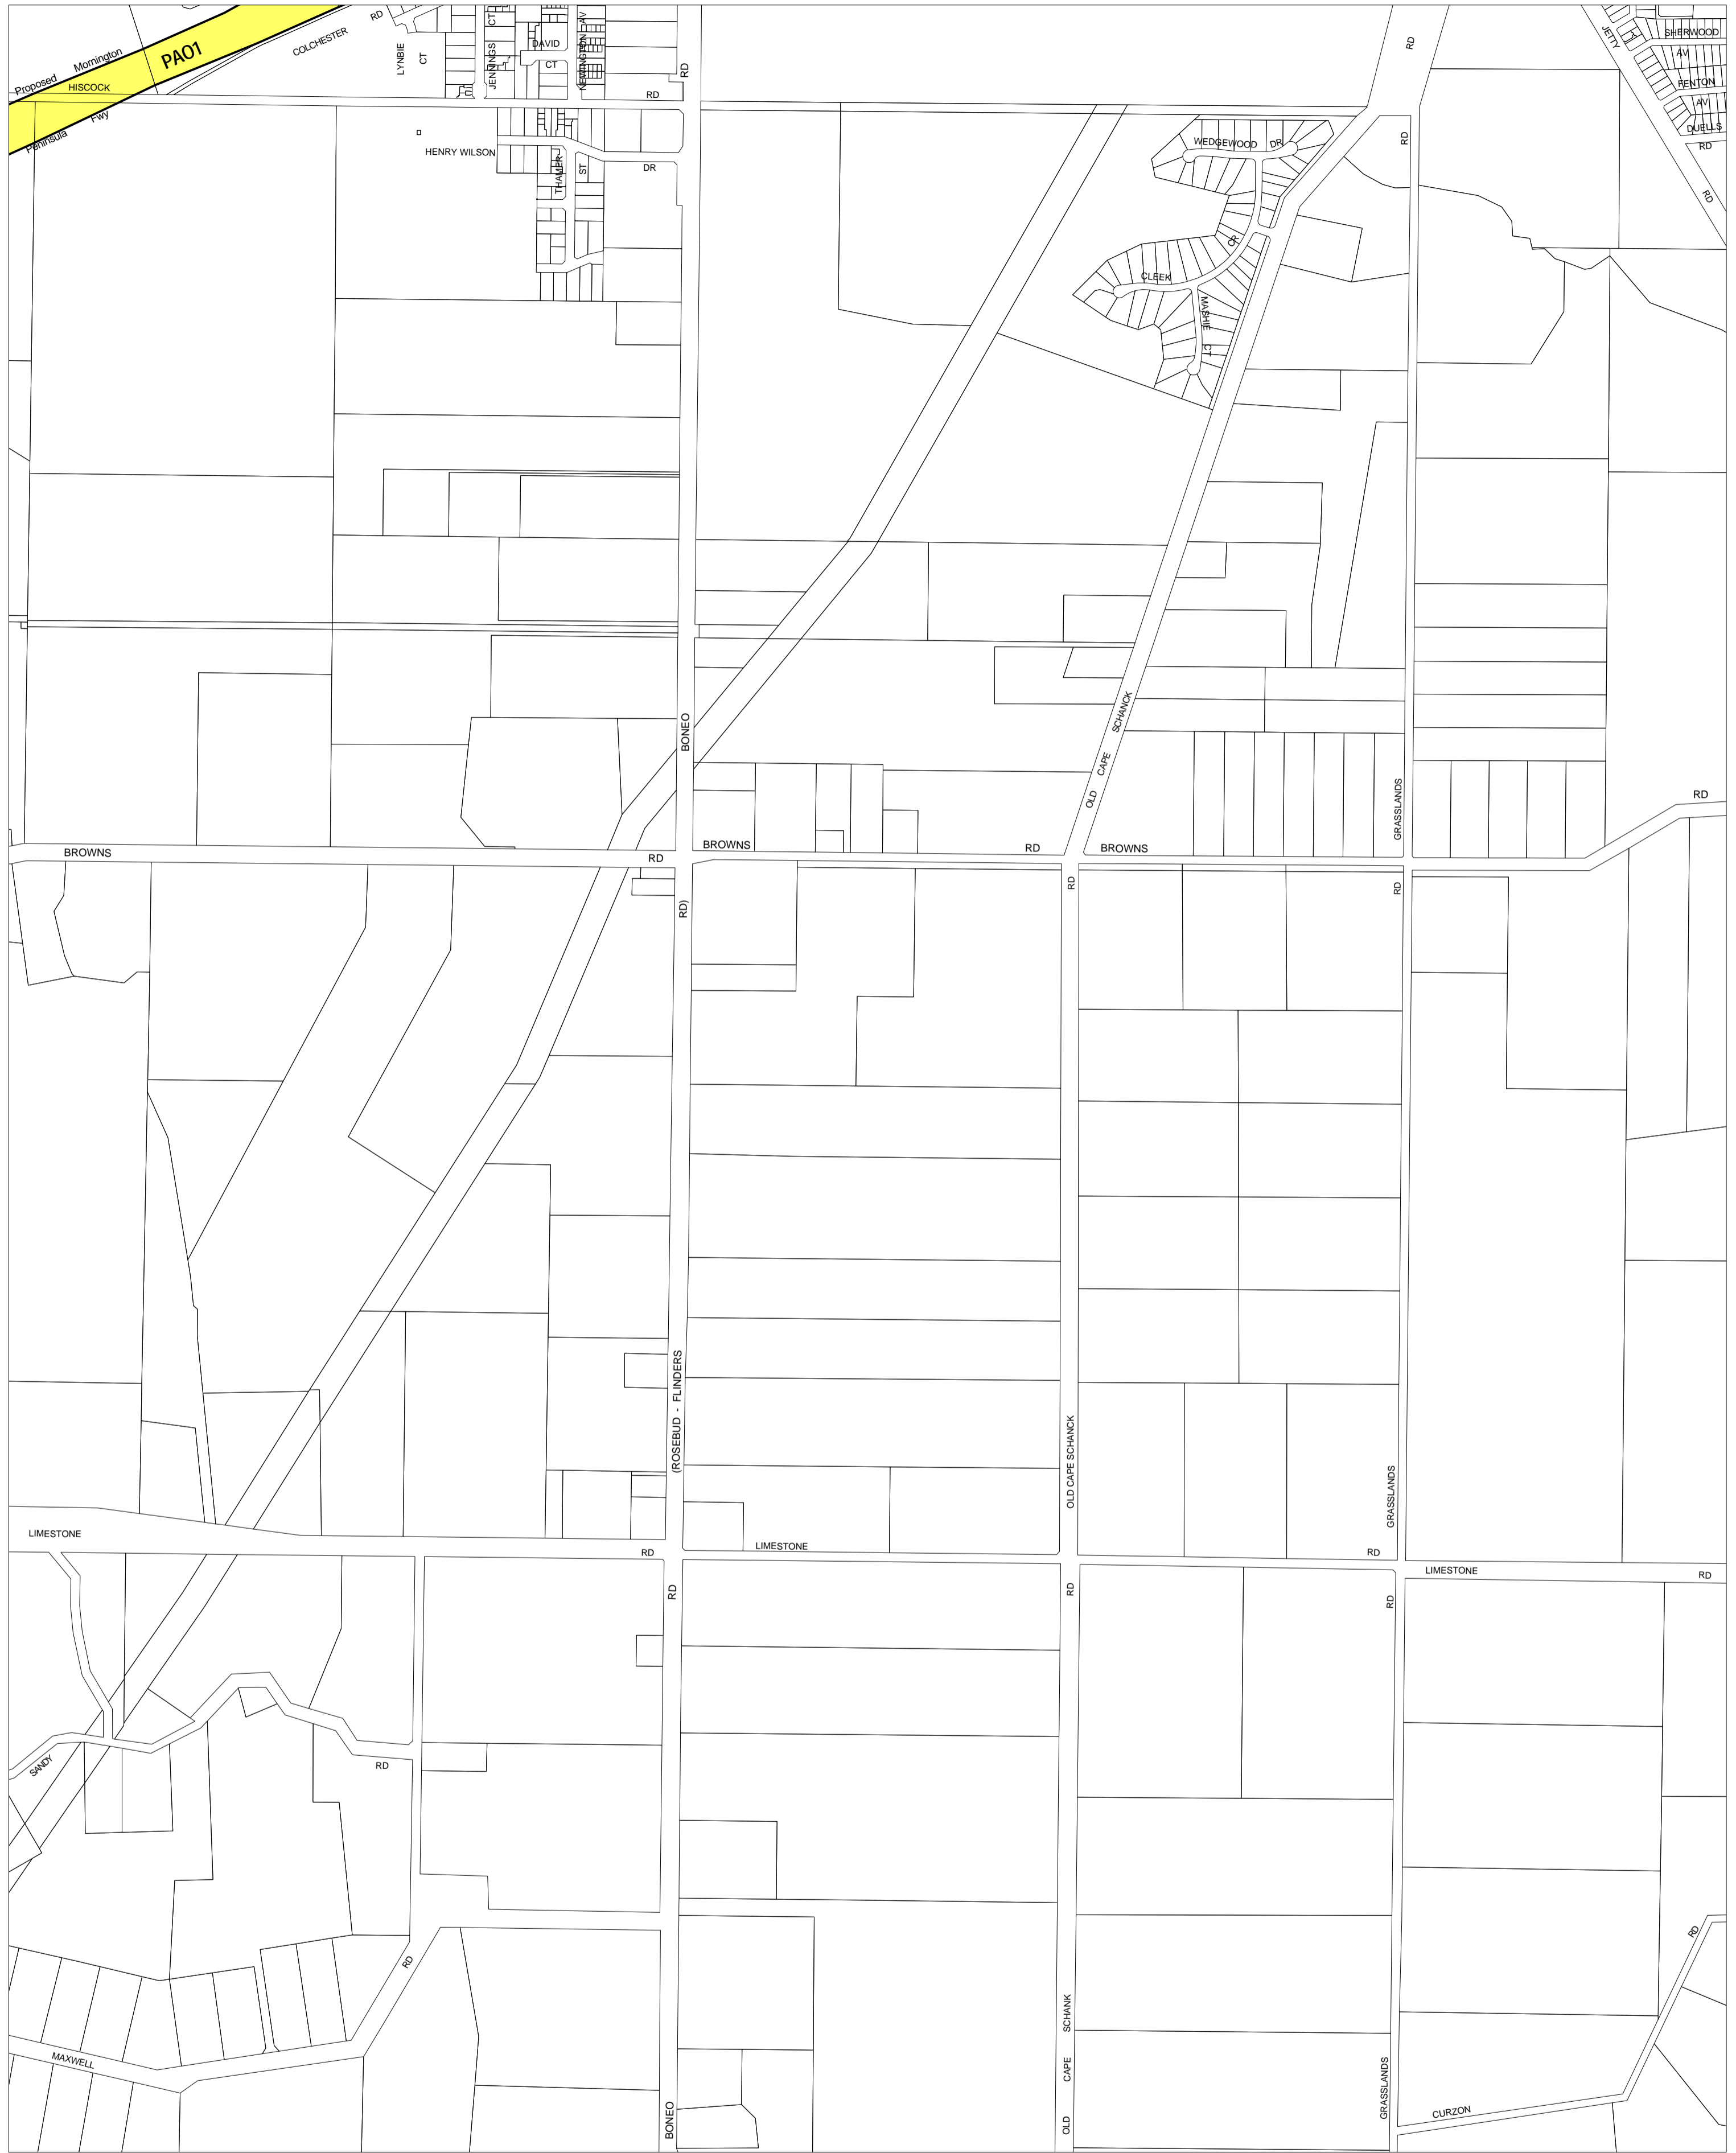 Proposed Mornington
PAO1
HISCOCK
Peninsula Fwy
COLCHESTER RD
LYNBIE CT
JENNINGS CT
DAVID CT
NEWINGTON AV
RD
RD
HENRY WILSON DR
THAMER ST
WEDGEWOOD DR
CLEEK CR
MASHIE CT
RD
RD
JETTY RD
SHERWOOD AV
FENTON AV
DUELLS RD
BONEO
OLD CAPE SCHANCK
GRASSLANDS
RD
BROWNS RD
BROWNS RD
BROWNS
RD)
RD
RD
(ROSEBUD - FLINDERS
OLD CAPE SCHANCK
GRASSLANDS
LIMESTONE RD
LIMESTONE RD
LIMESTONE RD
RD
RD
RD
SANDY RD
MAXWELL RD
BONEO
OLD CAPE SCHANK
GRASSLANDS
CURZON RD